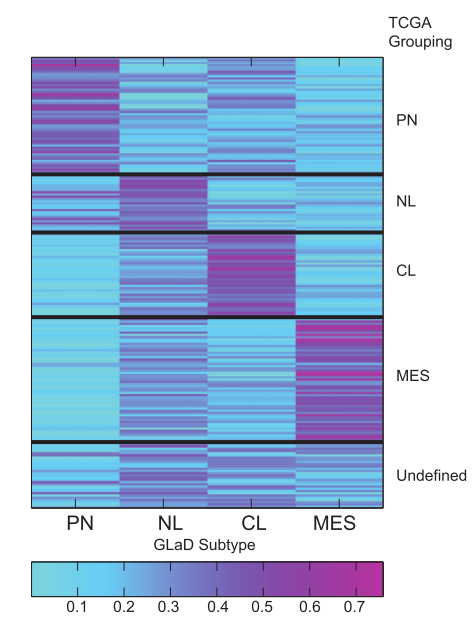 TCGA
Grouping
PN
NL
CL
MES
Undefined
PN NL CL MES
GLaD Subtype
0.1 0.2 0.3 0.4 0.5 0.6 0.7